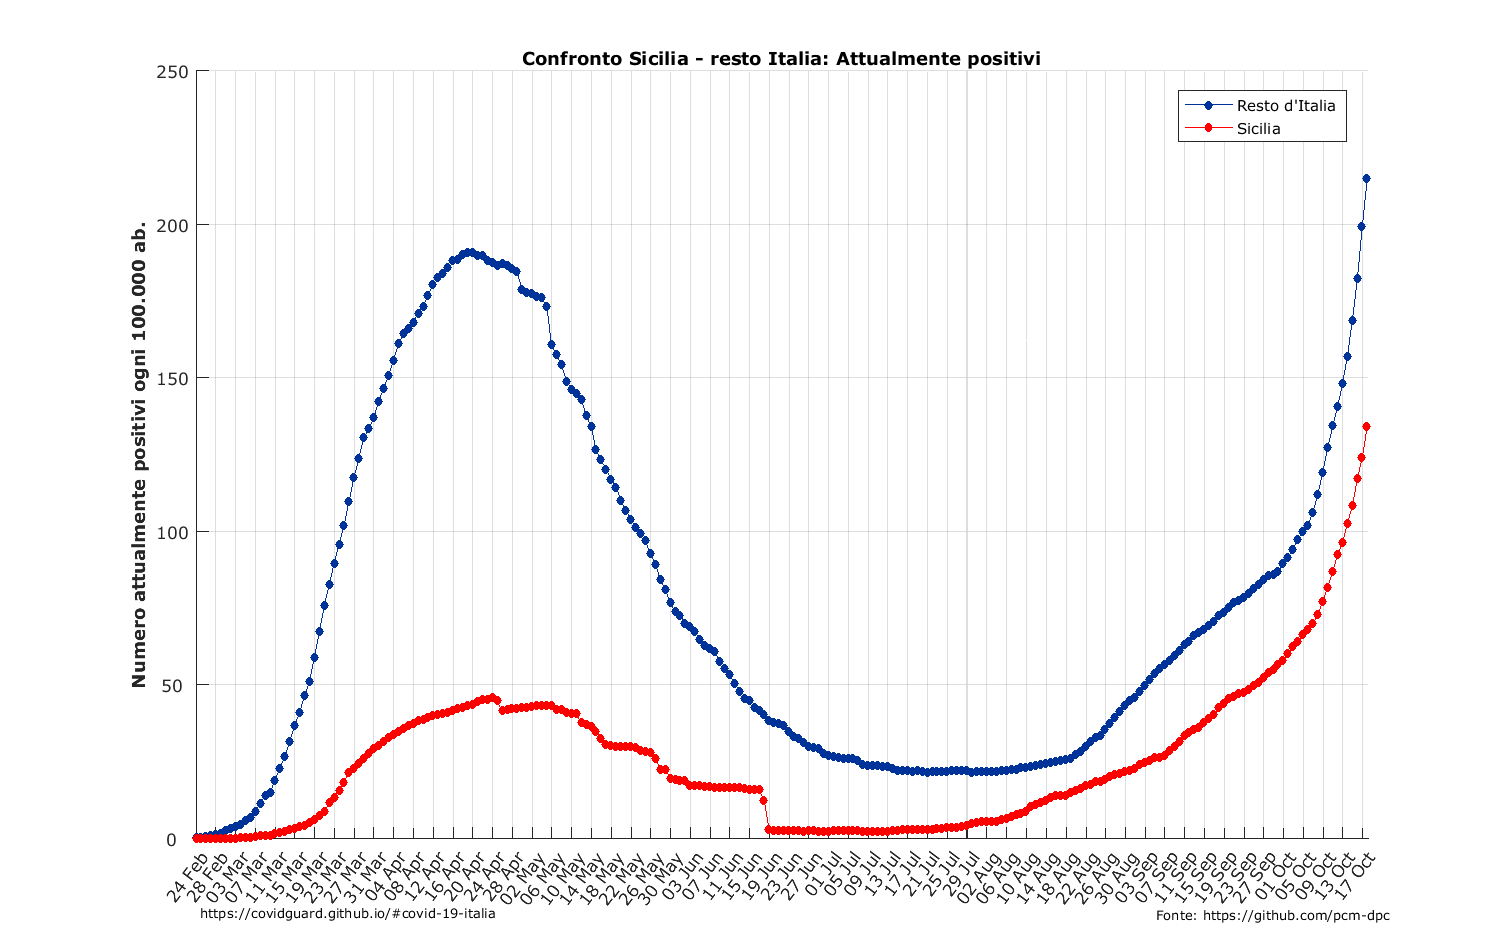 Confronto Sicilia - resto Italia: Attualmente positivi
250
200
150
100
50
0
Numero attualmente positivi ogni 100.000 ab.
Resto d'Italia
Sicilia
24 Feb
28 Feb
03 Mar
07 Mar
11 Mar
15 Mar
19 Mar
23 Mar
27 Mar
31 Mar
04 Apr
08 Apr
12 Apr
16 Apr
20 Apr
24 Apr
28 Apr
02 May
06 May
10 May
14 May
18 May
22 May
26 May
30 May
03 Jun
07 Jun
11 Jun
15 Jun
19 Jun
23 Jun
27 Jun
01 Jul
05 Jul
09 Jul
13 Jul
17 Jul
21 Jul
25 Jul
29 Jul
02 Aug
06 Aug
10 Aug
14 Aug
18 Aug
22 Aug
26 Aug
30 Aug
03 Sep
07 Sep
11 Sep
15 Sep
19 Sep
23 Sep
27 Sep
01 Oct
05 Oct
09 Oct
13 Oct
17 Oct
https://covidguard.github.io/#covid-19-italia
Fonte: https://github.com/pcm-dpc